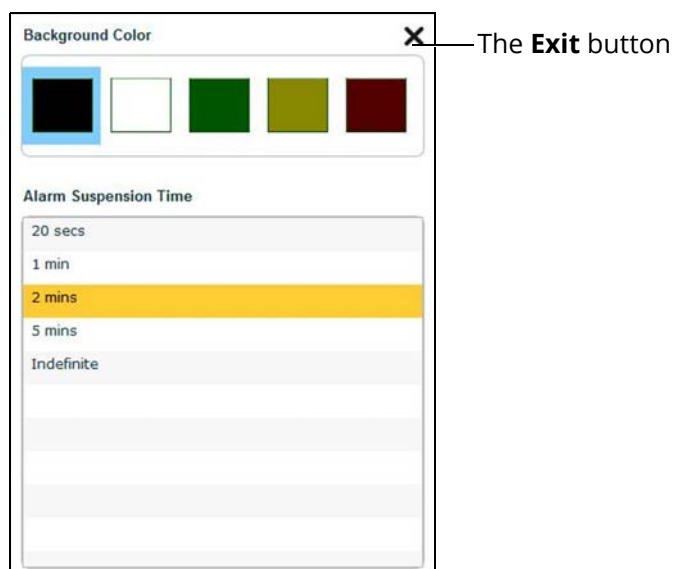 Background Color
The Exit button
Alarm Suspension Time
20 secs
1 min
2 mins
5 mins
Indefinite